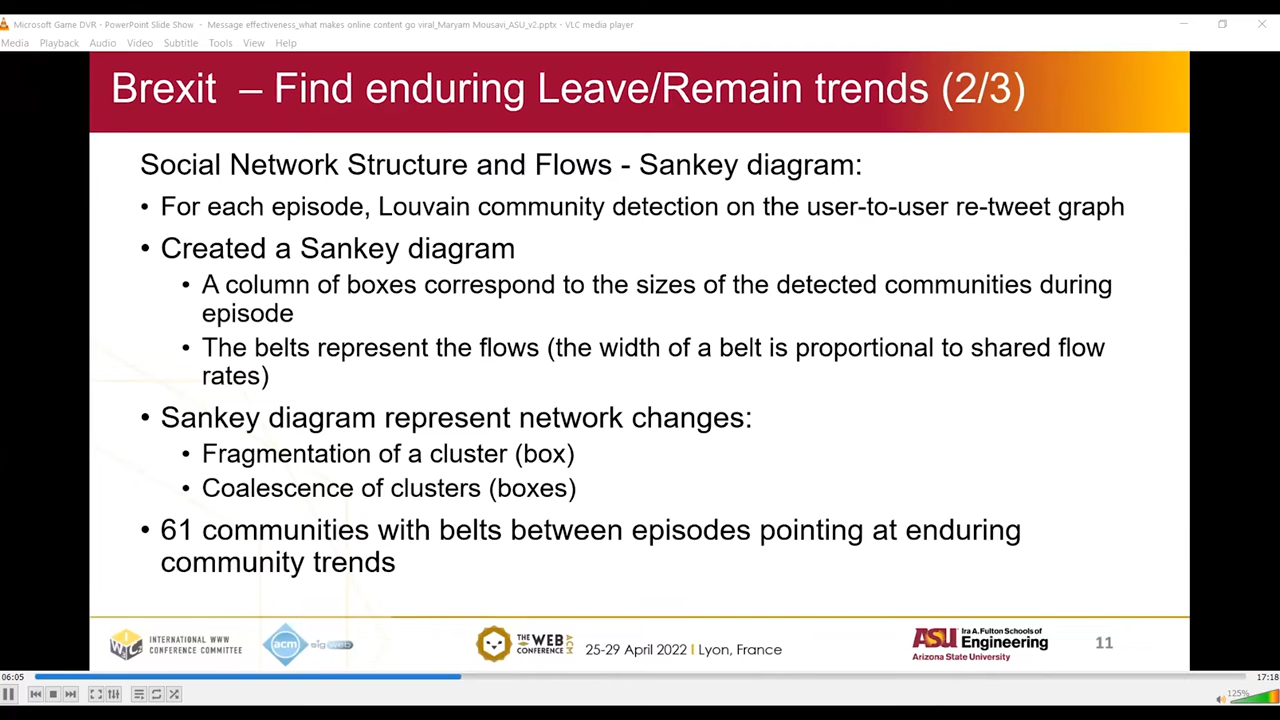 Microsoft Game DVR - PowerPoint Slide Show - Message effectiveness_what makes online content go viral_Maryam Mousavi_ASU_v2.pptx - VLC media player
Media Playback Audio Video Subtitle Tools View Help
Brexit – Find enduring Leave/Remain trends (2/3)
Social Network Structure and Flows - Sankey diagram:
• For each episode, Louvain community detection on the user-to-user re-tweet graph
• Created a Sankey diagram
• A column of boxes correspond to the sizes of the detected communities during
episode
• The belts represent the flows (the width of a belt is proportional to shared flow
rates)
• Sankey diagram represent network changes:
• Fragmentation of a cluster (box)
• Coalescence of clusters (boxes)
• 61 communities with belts between episodes pointing at enduring
community trends
INTERNATIONAL WWW
CONFERENCE COMMITTEE
acm sigweb
THE WEB
CONFERENCE
ACM
25-29 April 2022 | Lyon, France
ASU Ira A. Fulton Schools of
Engineering
Arizona State University
11
06:05
17:18
125%